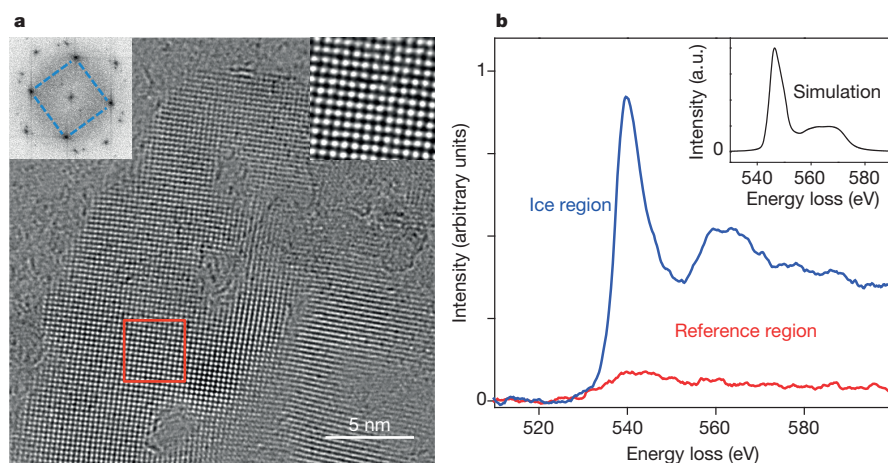 a
5 nm
b
Intensity (arbitrary units)
1
0
520
540
560
580
Energy loss (eV)
Ice region
Reference region
Intensity (a.u.)
0
Simulation
540
560
580
Energy loss (eV)